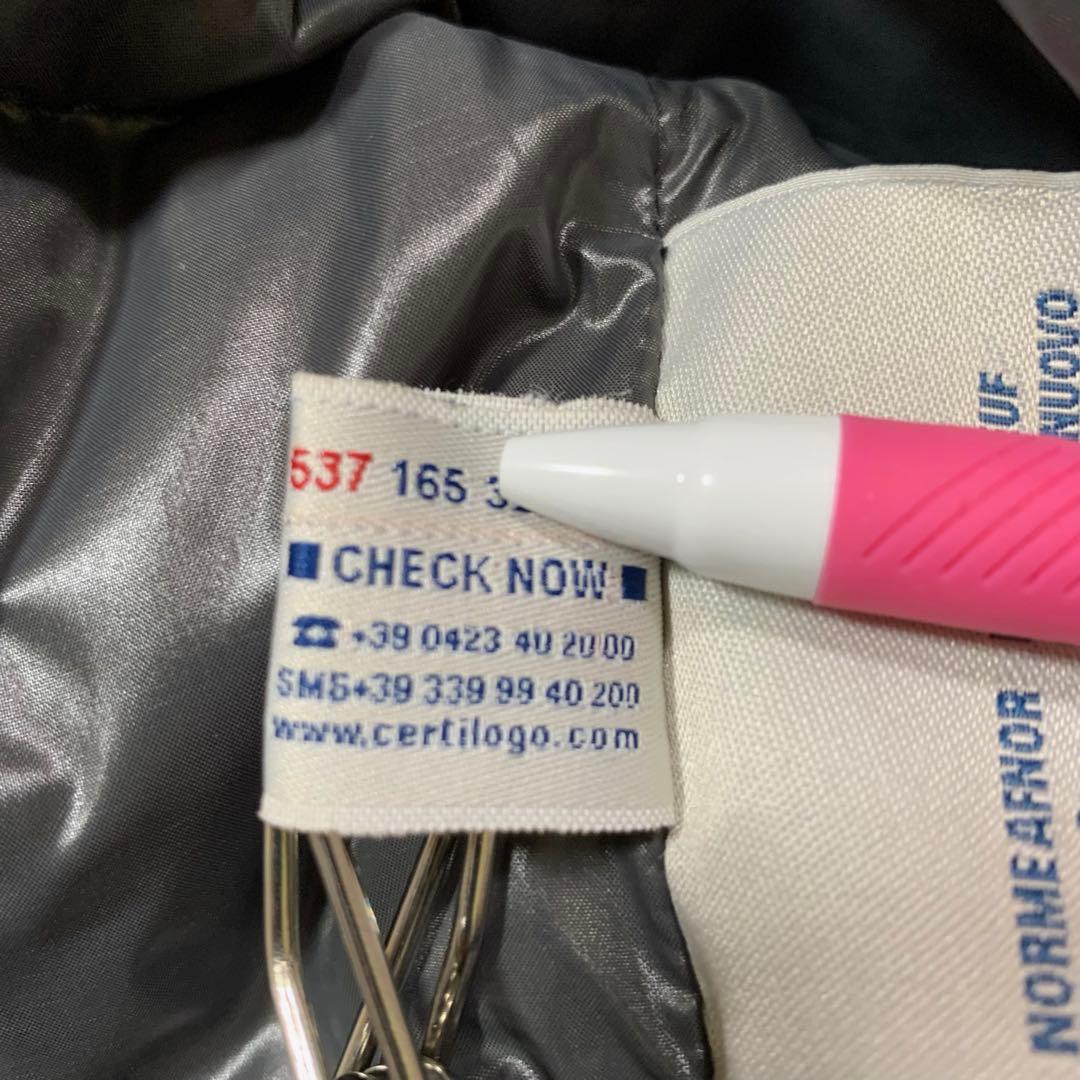 537 165
■ CHECK NOW ■
☎ +39 0423 40 20 00
SMS+39 339 99 40 200
www.certilogo.com
NUOVO
NORME AFNOR